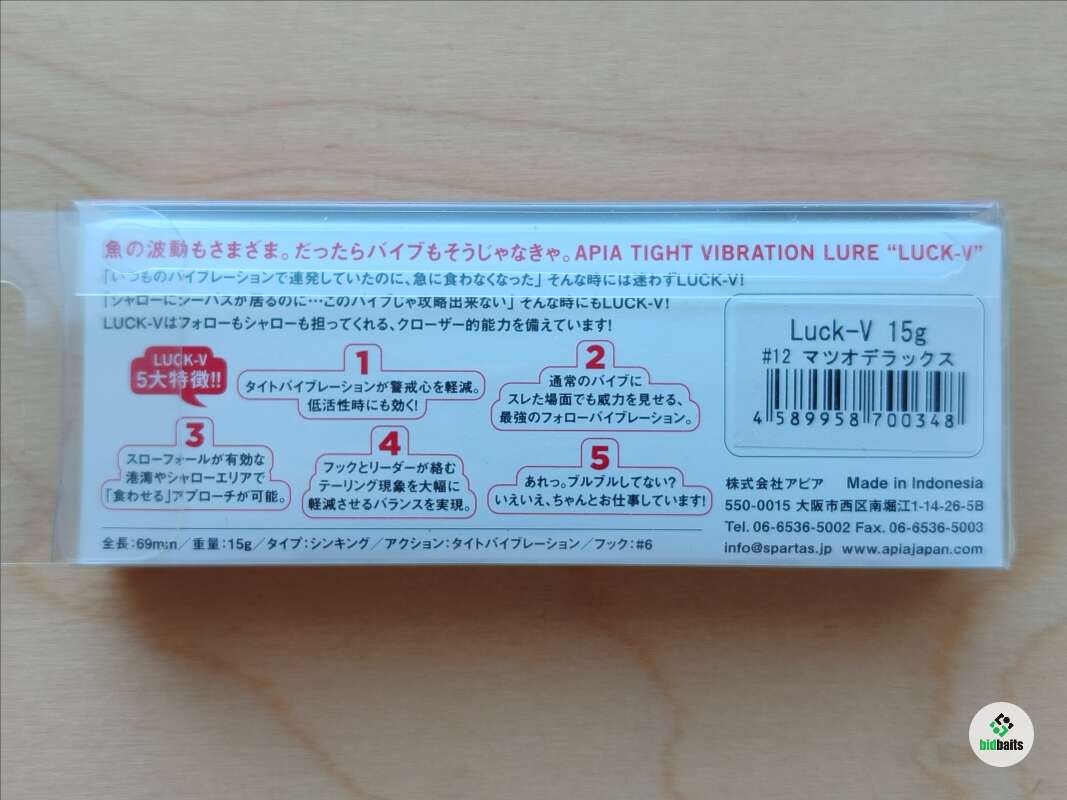 魚の波動もさまざま。だったらバイブもそうじゃなきゃ。APIA TIGHT VIBRATION LURE “LUCK-V”
「いつものバイブレーションで連発していたのに、急に食わなくなった」そんな時には迷わずLUCK-V!
「シャローにシーバスが居るのに…このバイブじゃ攻略出来ない」そんな時にもLUCK-V!
LUCK-Vはフォローもシャローも担ってくれる、クローザー的能力を備えています!
LUCK-V
5大特徴!!
1
タイトバイブレーションが警戒心を軽減。
低活性時にも効く!
2
通常のバイブに
スレた場面でも威力を見せる、
最強のフォローバイブレーション。
3
スローフォールが有効な
港湾やシャローエリアで
「食わせる」アプローチが可能。
4
フックとリーダーが絡む
テーリング現象を大幅に
軽減させるバランスを実現。
5
あれっ。ブルブルしてない?
いえいえ、ちゃんとお仕事しています!
全長:69mm/重量:15g/タイプ:シンキング/アクション:タイトバイブレーション/フック:#6
Luck-V 15g
#12 マツオデラックス
4 589958 700348
株式会社アピア Made in Indonesia
550-0015 大阪市西区南堀江1-14-26-5B
Tel. 06-6536-5002 Fax. 06-6536-5003
info@spartas.jp www.apiajapan.com
bidbaits